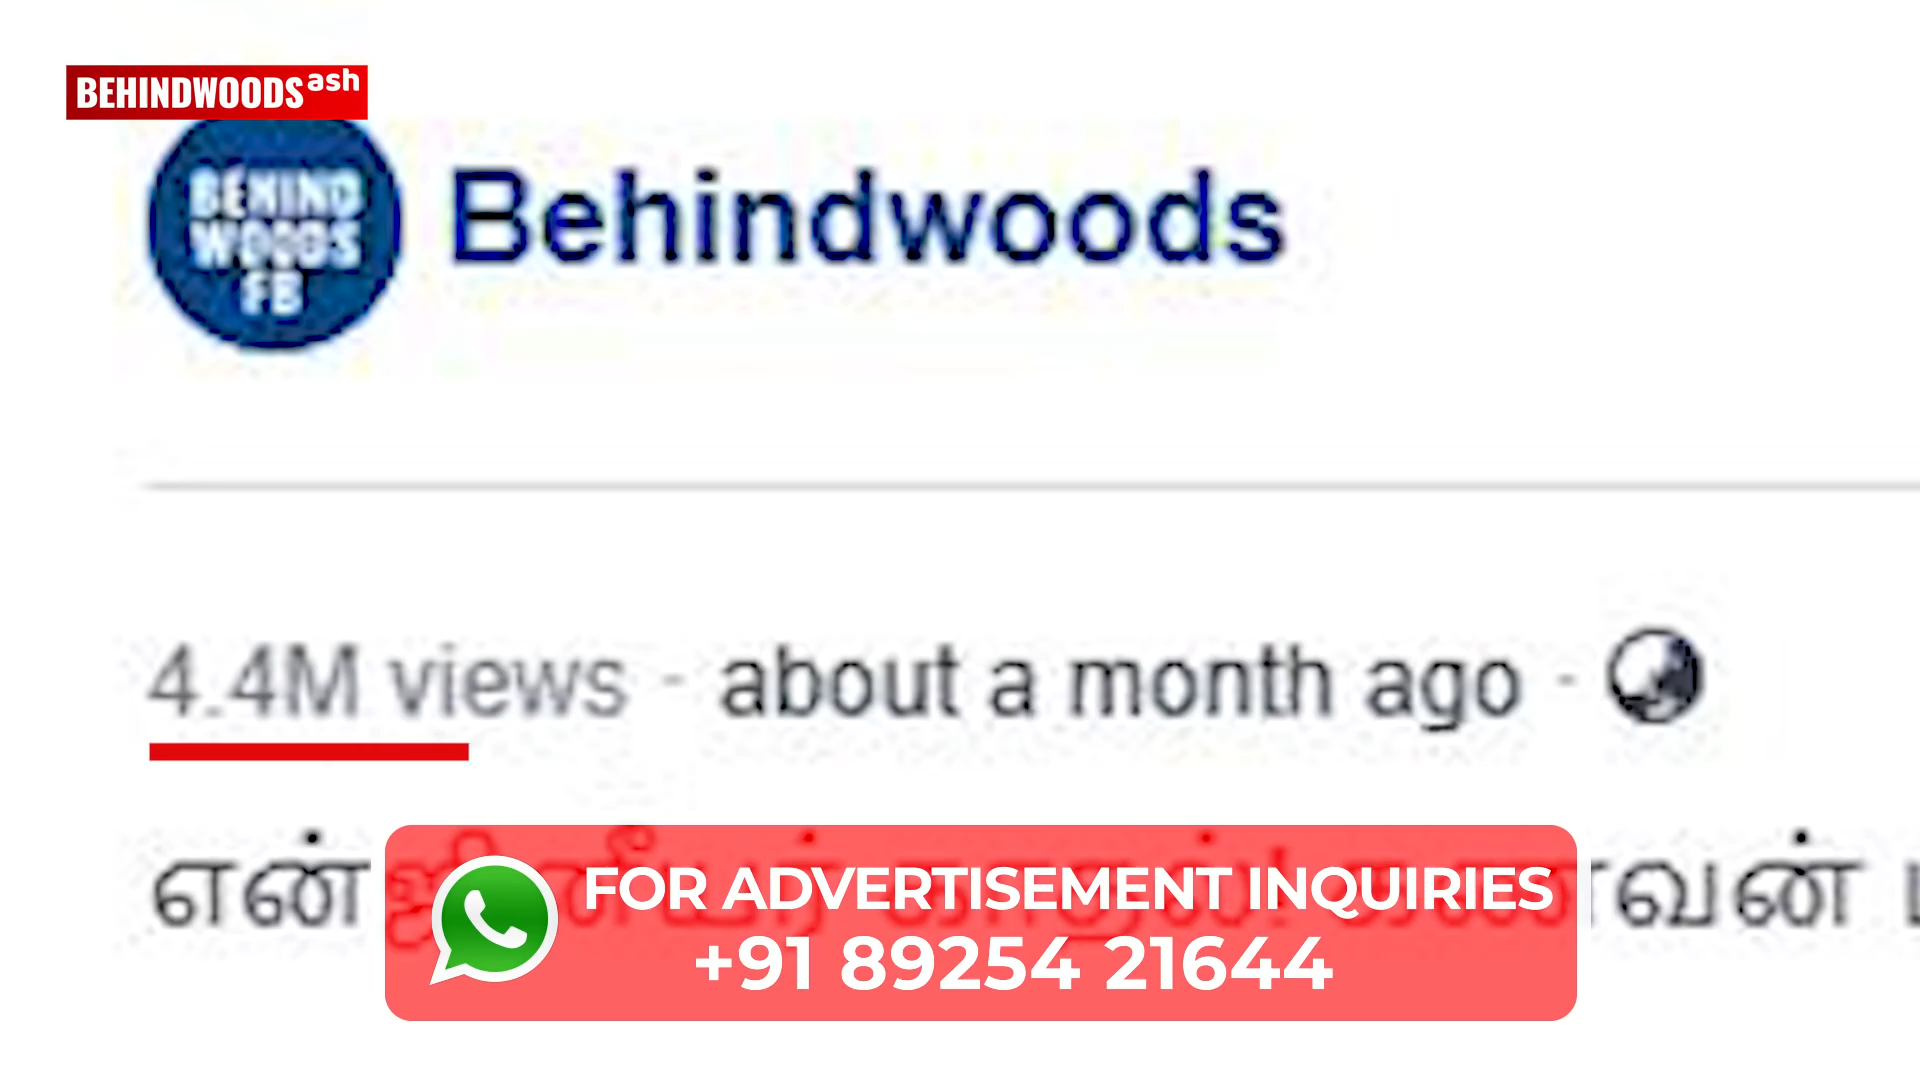 BEHINDWOODS ash
BEHIND
WOODS
FB
Behindwoods
4.4M views · about a month ago ·
என்
FOR ADVERTISEMENT INQUIRIES
+91 89254 21644